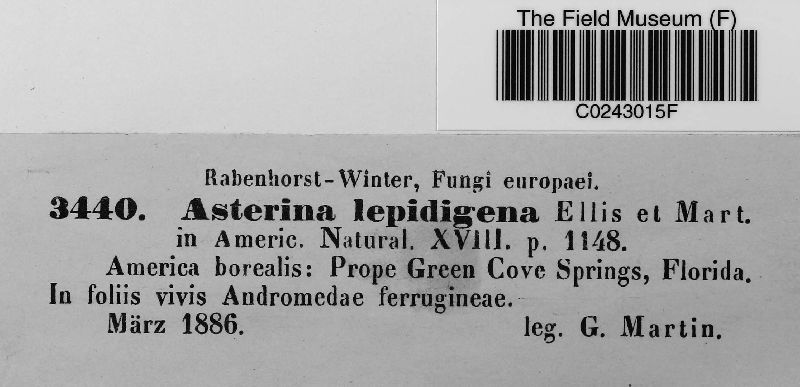 The Field Museum (F)
C0243015F
Rabenhorst-Winter, Fungi europaei.
3440. Asterina lepidigena Ellis et Mart.
in Americ. Natural. XVIII. p. 1148.
America borealis: Prope Green Cove Springs, Florida.
In foliis vivis Andromedae ferrugineae.
März 1886. leg. G. Martin.